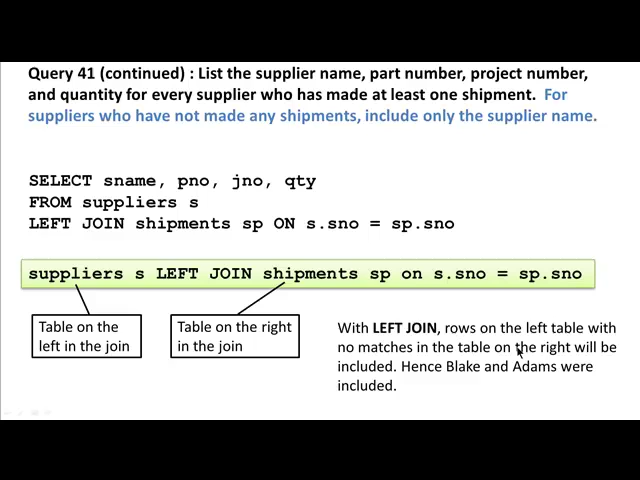 Query 41 (continued) : List the supplier name, part number, project number,
and quantity for every supplier who has made at least one shipment. For
suppliers who have not made any shipments, include only the supplier name.
SELECT sname, pno, jno, qty
FROM suppliers s
LEFT JOIN shipments sp ON s.sno = sp.sno
suppliers s LEFT JOIN shipments sp on s.sno = sp.sno
Table on the
left in the join
Table on the right
in the join
With LEFT JOIN, rows on the left table with
no matches in the table on the right will be
included. Hence Blake and Adams were
included.